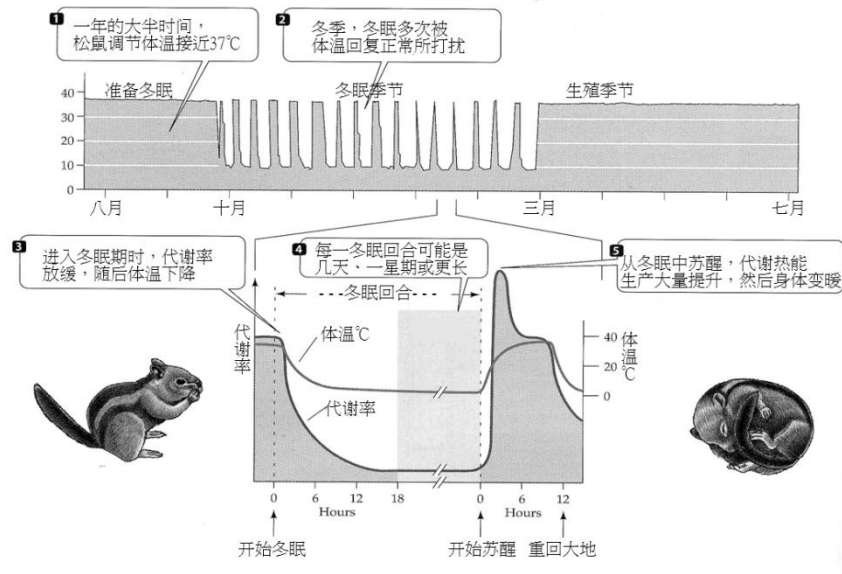 1 一年的大半时间，
松鼠调节体温接近37℃
2 冬季，冬眠多次被
体温回复正常所打扰
准备冬眠
冬眠季节
生殖季节
40
30
20
10
0
八月
十月
三月
七月
3 进入冬眠期时，代谢率
放缓，随后体温下降
4 每一冬眠回合可能是
几天、一星期或更长
5 从冬眠中苏醒，代谢热能
生产大量提升，然后身体变暖
冬眠回合
代谢率
体温℃
代谢率
40
20
0
体温℃
0 6 12 18 0 6 12
Hours Hours
开始冬眠 开始苏醒 重回大地